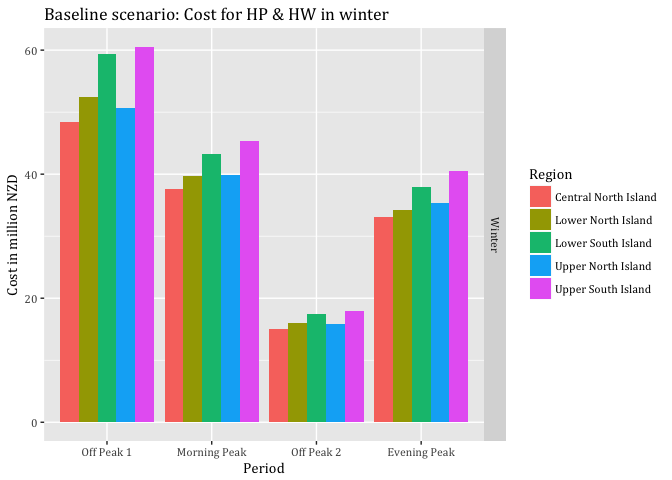 Baseline scenario: Cost for HP & HW in winter
Cost in million NZD
60
40
20
0
Off Peak 1
Morning Peak
Off Peak 2
Evening Peak
Period
Winter
Region
Central North Island
Lower North Island
Lower South Island
Upper North Island
Upper South Island